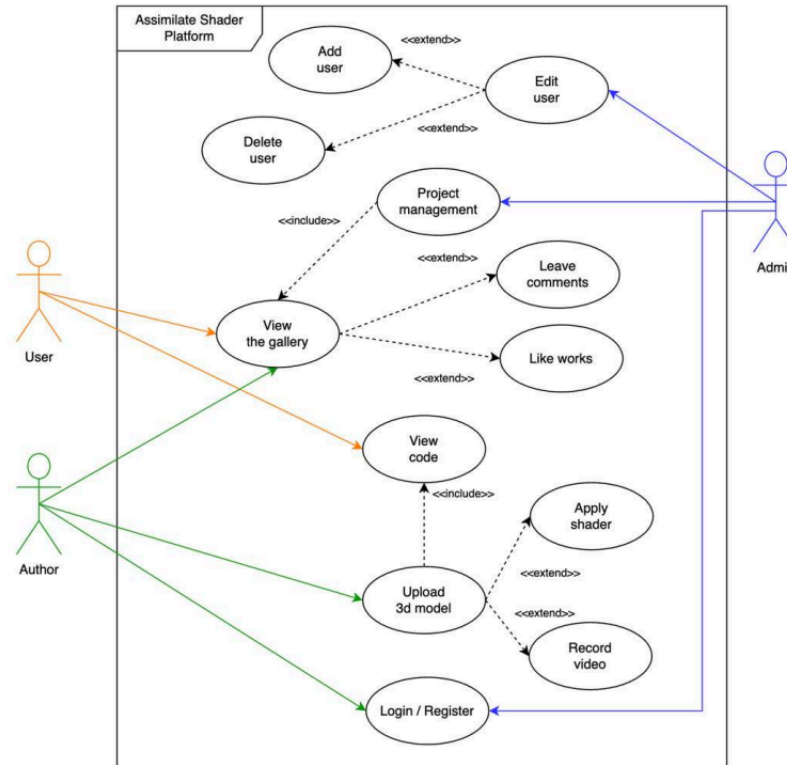 Assimilate Shader
Platform
Add
user
<<extend>>
Edit
user
<<extend>>
Delete
user
Project
management
<<include>>
<<extend>>
Leave
comments
Admi
User
View
the gallery
Like works
<<extend>>
View
code
<<include>>
Apply
shader
Author
<<extend>>
Upload
3d model
<<extend>>
Record
video
Login / Register